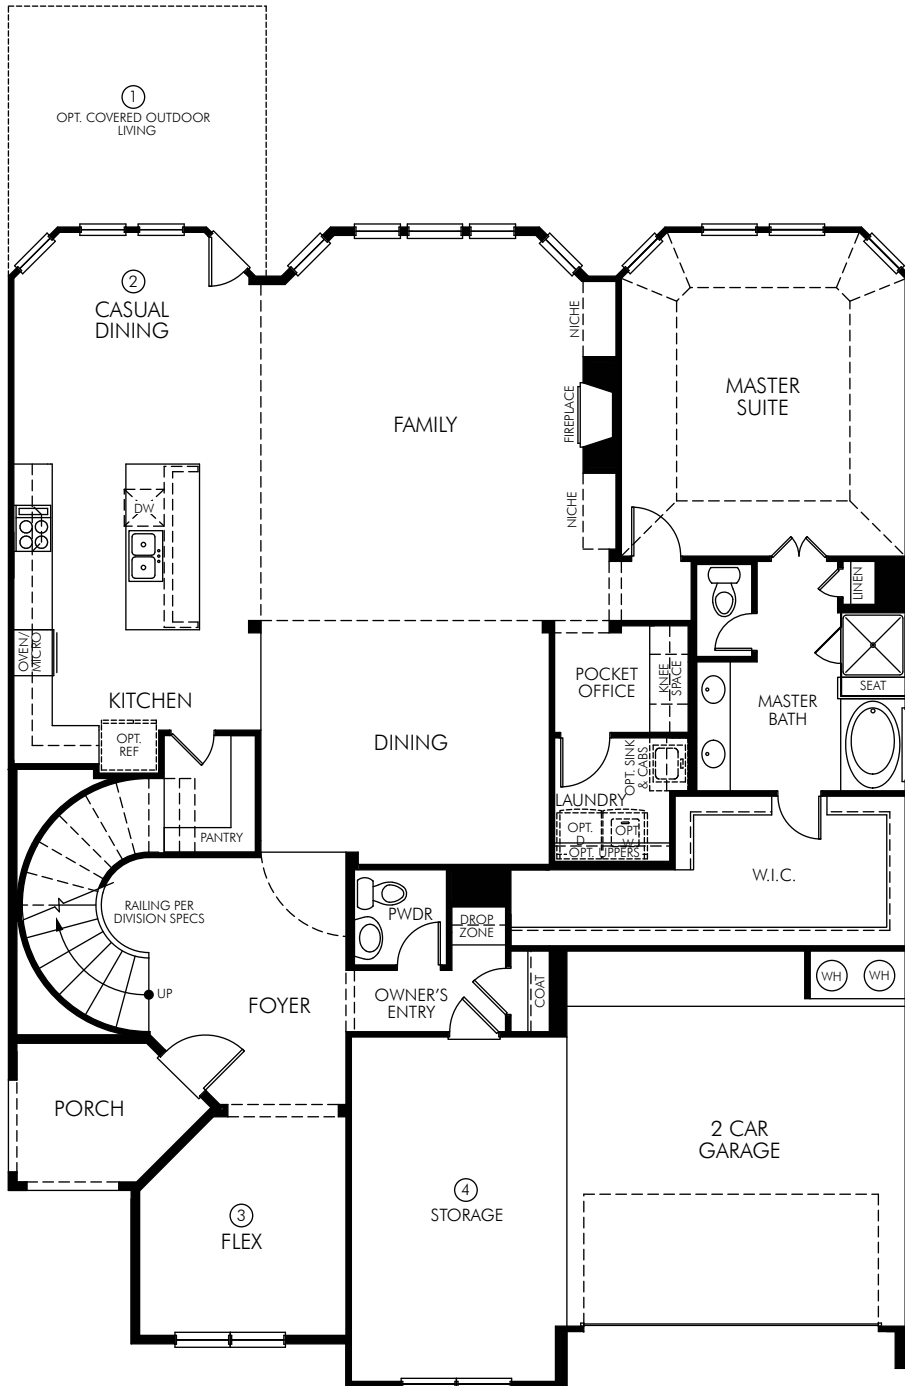 1
OPT. COVERED OUTDOOR
LIVING
2
CASUAL
DINING
NICHE
MASTER
SUITE
FAMILY
FIREPLACE
NICHE
DW
LINEN
OVEN/
MICRO
POCKET
OFFICE
KNEE
SPACE
SEAT
KITCHEN
MASTER
BATH
OPT.
REF
DINING
OPT. SINK
& CABS
LAUNDRY
PANTRY
OPT.
D
OPT.
W
OPT. UPPERS
W.I.C.
RAILING PER
DIVISION SPECS
PWDR
DROP
ZONE
UP
FOYER
OWNER'S
ENTRY
COAT
WH
WH
PORCH
2 CAR
GARAGE
3
FLEX
4
STORAGE